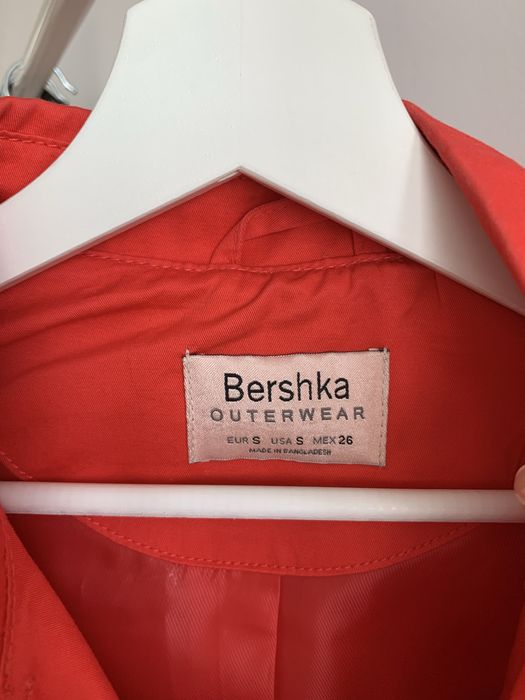 Bershka
OUTERWEAR
EUR S USA S MEX 26
MADE IN BANGLADESH